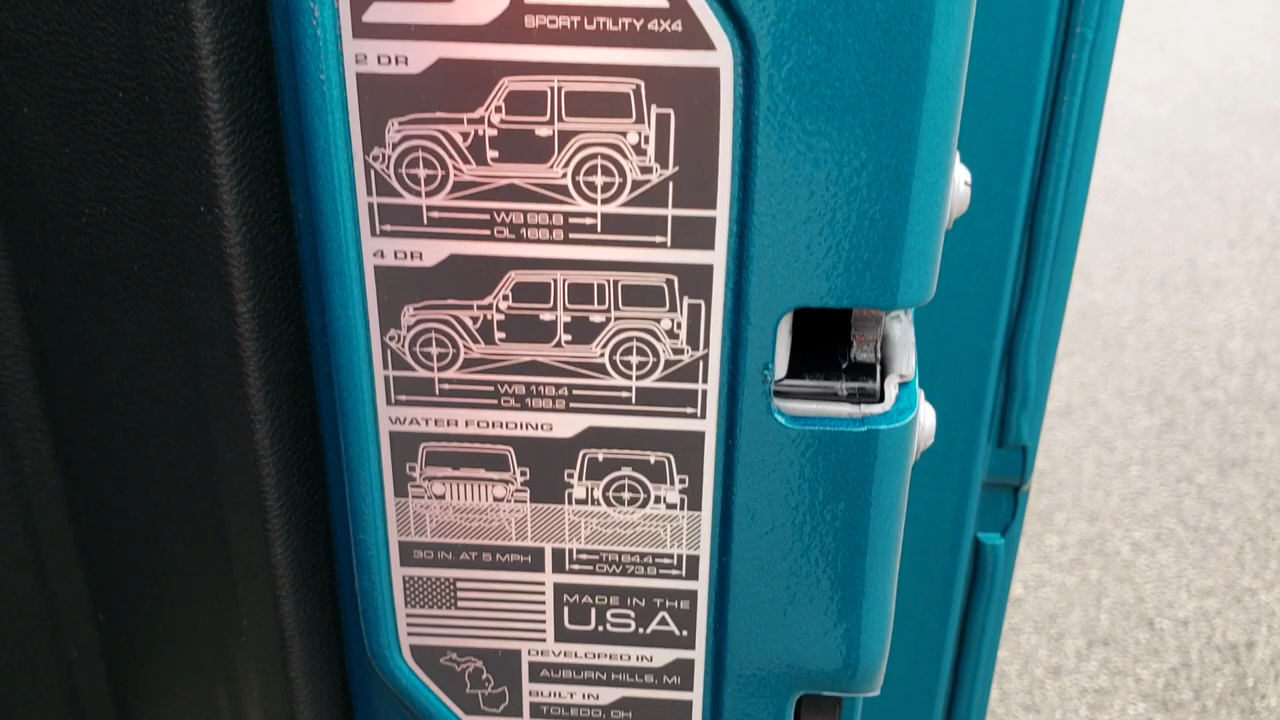 SPORT UTILITY 4X4
2 DR
WB 96.8
OL 166.8
4 DR
WB 118.4
OL 188.2
WATER FORDING
30 IN. AT 5 MPH
TR 64.4
OW 73.9
MADE IN THE
U.S.A.
DEVELOPED IN
AUBURN HILLS, MI
BUILT IN
TOLEDO, OH